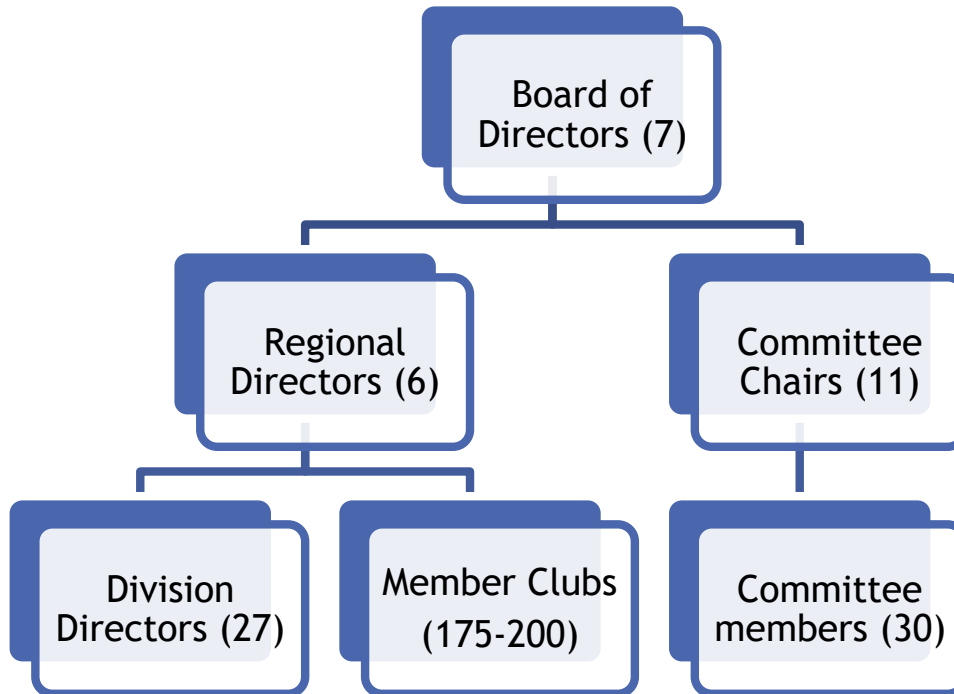 Board of
Directors (7)
Regional
Directors (6)
Committee
Chairs (11)
Division
Directors (27)
Member Clubs
(175-200)
Committee
members (30)